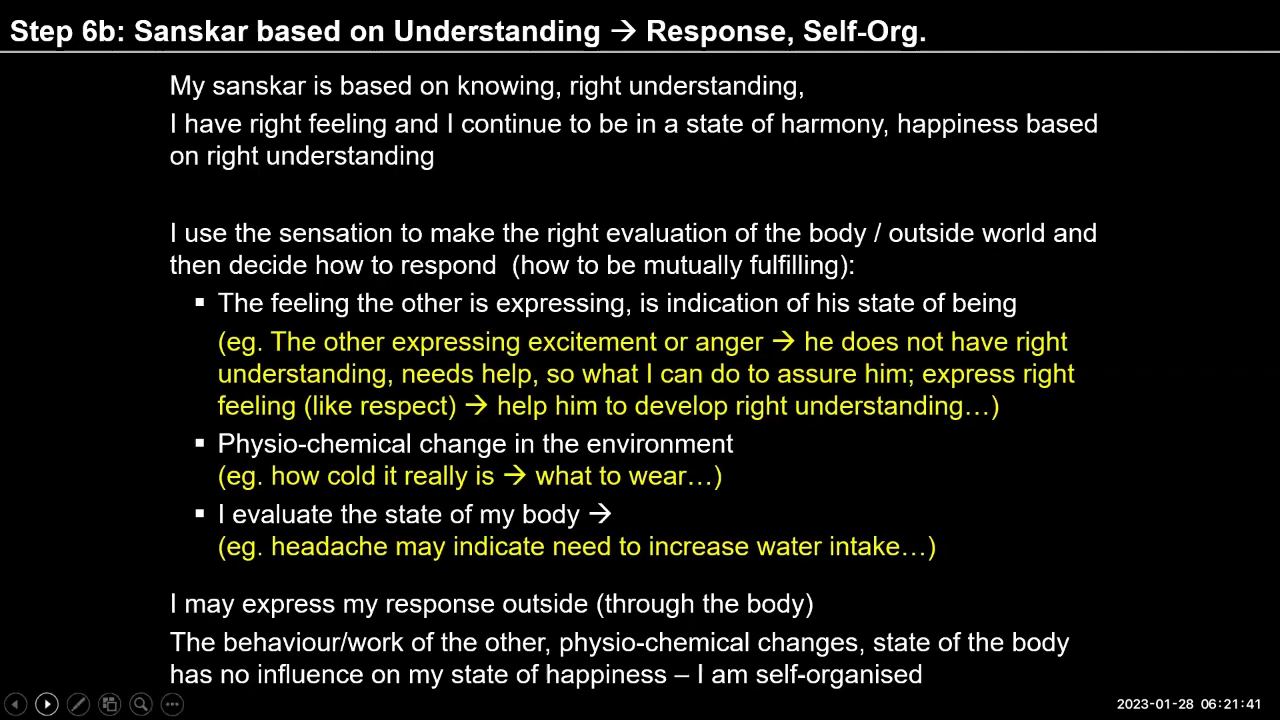 Step 6b: Sanskar based on Understanding → Response, Self-Org.
My sanskar is based on knowing, right understanding,
I have right feeling and I continue to be in a state of harmony, happiness based
on right understanding
I use the sensation to make the right evaluation of the body / outside world and
then decide how to respond (how to be mutually fulfilling):
▪ The feeling the other is expressing, is indication of his state of being
(eg. The other expressing excitement or anger → he does not have right
understanding, needs help, so what I can do to assure him; express right
feeling (like respect) → help him to develop right understanding…)
▪ Physio-chemical change in the environment
(eg. how cold it really is → what to wear…)
▪ I evaluate the state of my body →
(eg. headache may indicate need to increase water intake…)
I may express my response outside (through the body)
The behaviour/work of the other, physio-chemical changes, state of the body
has no influence on my state of happiness – I am self-organised
2023-01-28 06:21:41